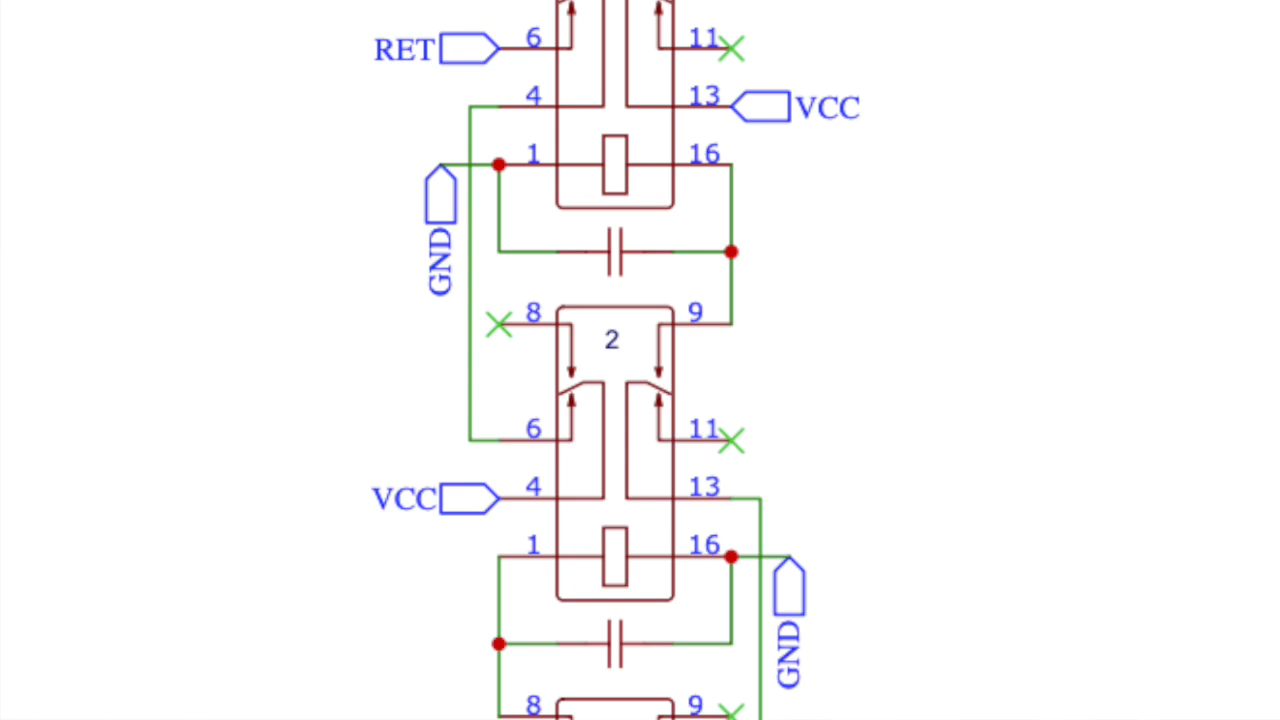 RET 6 11
4 13 VCC
1 16
GND
8 9
2
6 11
VCC 4 13
1 16
GND
8 9